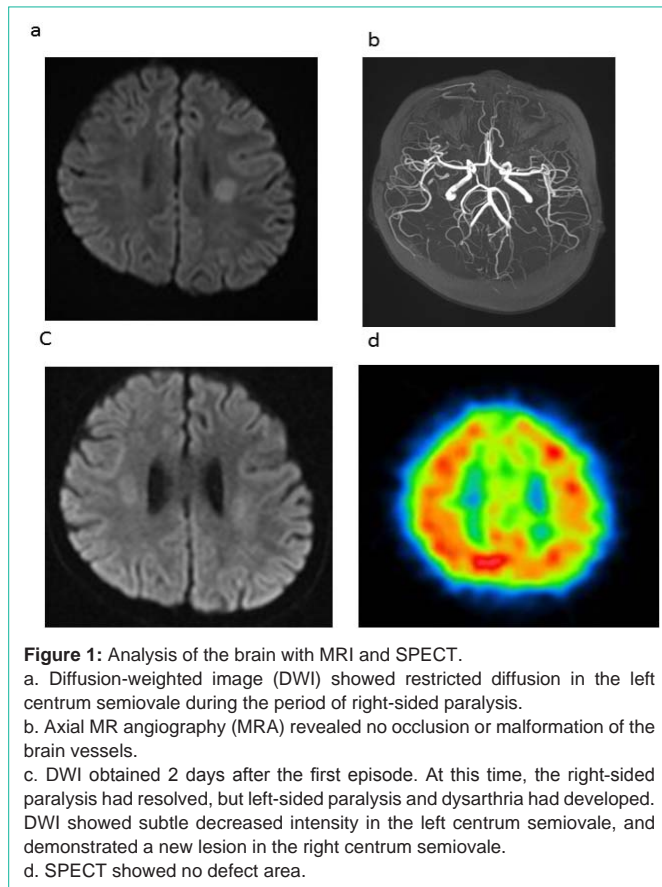 a
b
C
d
Figure 1: Analysis of the brain with MRI and SPECT.
a. Diffusion-weighted image (DWI) showed restricted diffusion in the left
centrum semiovale during the period of right-sided paralysis.
b. Axial MR angiography (MRA) revealed no occlusion or malformation of the
brain vessels.
c. DWI obtained 2 days after the first episode. At this time, the right-sided
paralysis had resolved, but left-sided paralysis and dysarthria had developed.
DWI showed subtle decreased intensity in the left centrum semiovale, and
demonstrated a new lesion in the right centrum semiovale.
d. SPECT showed no defect area.